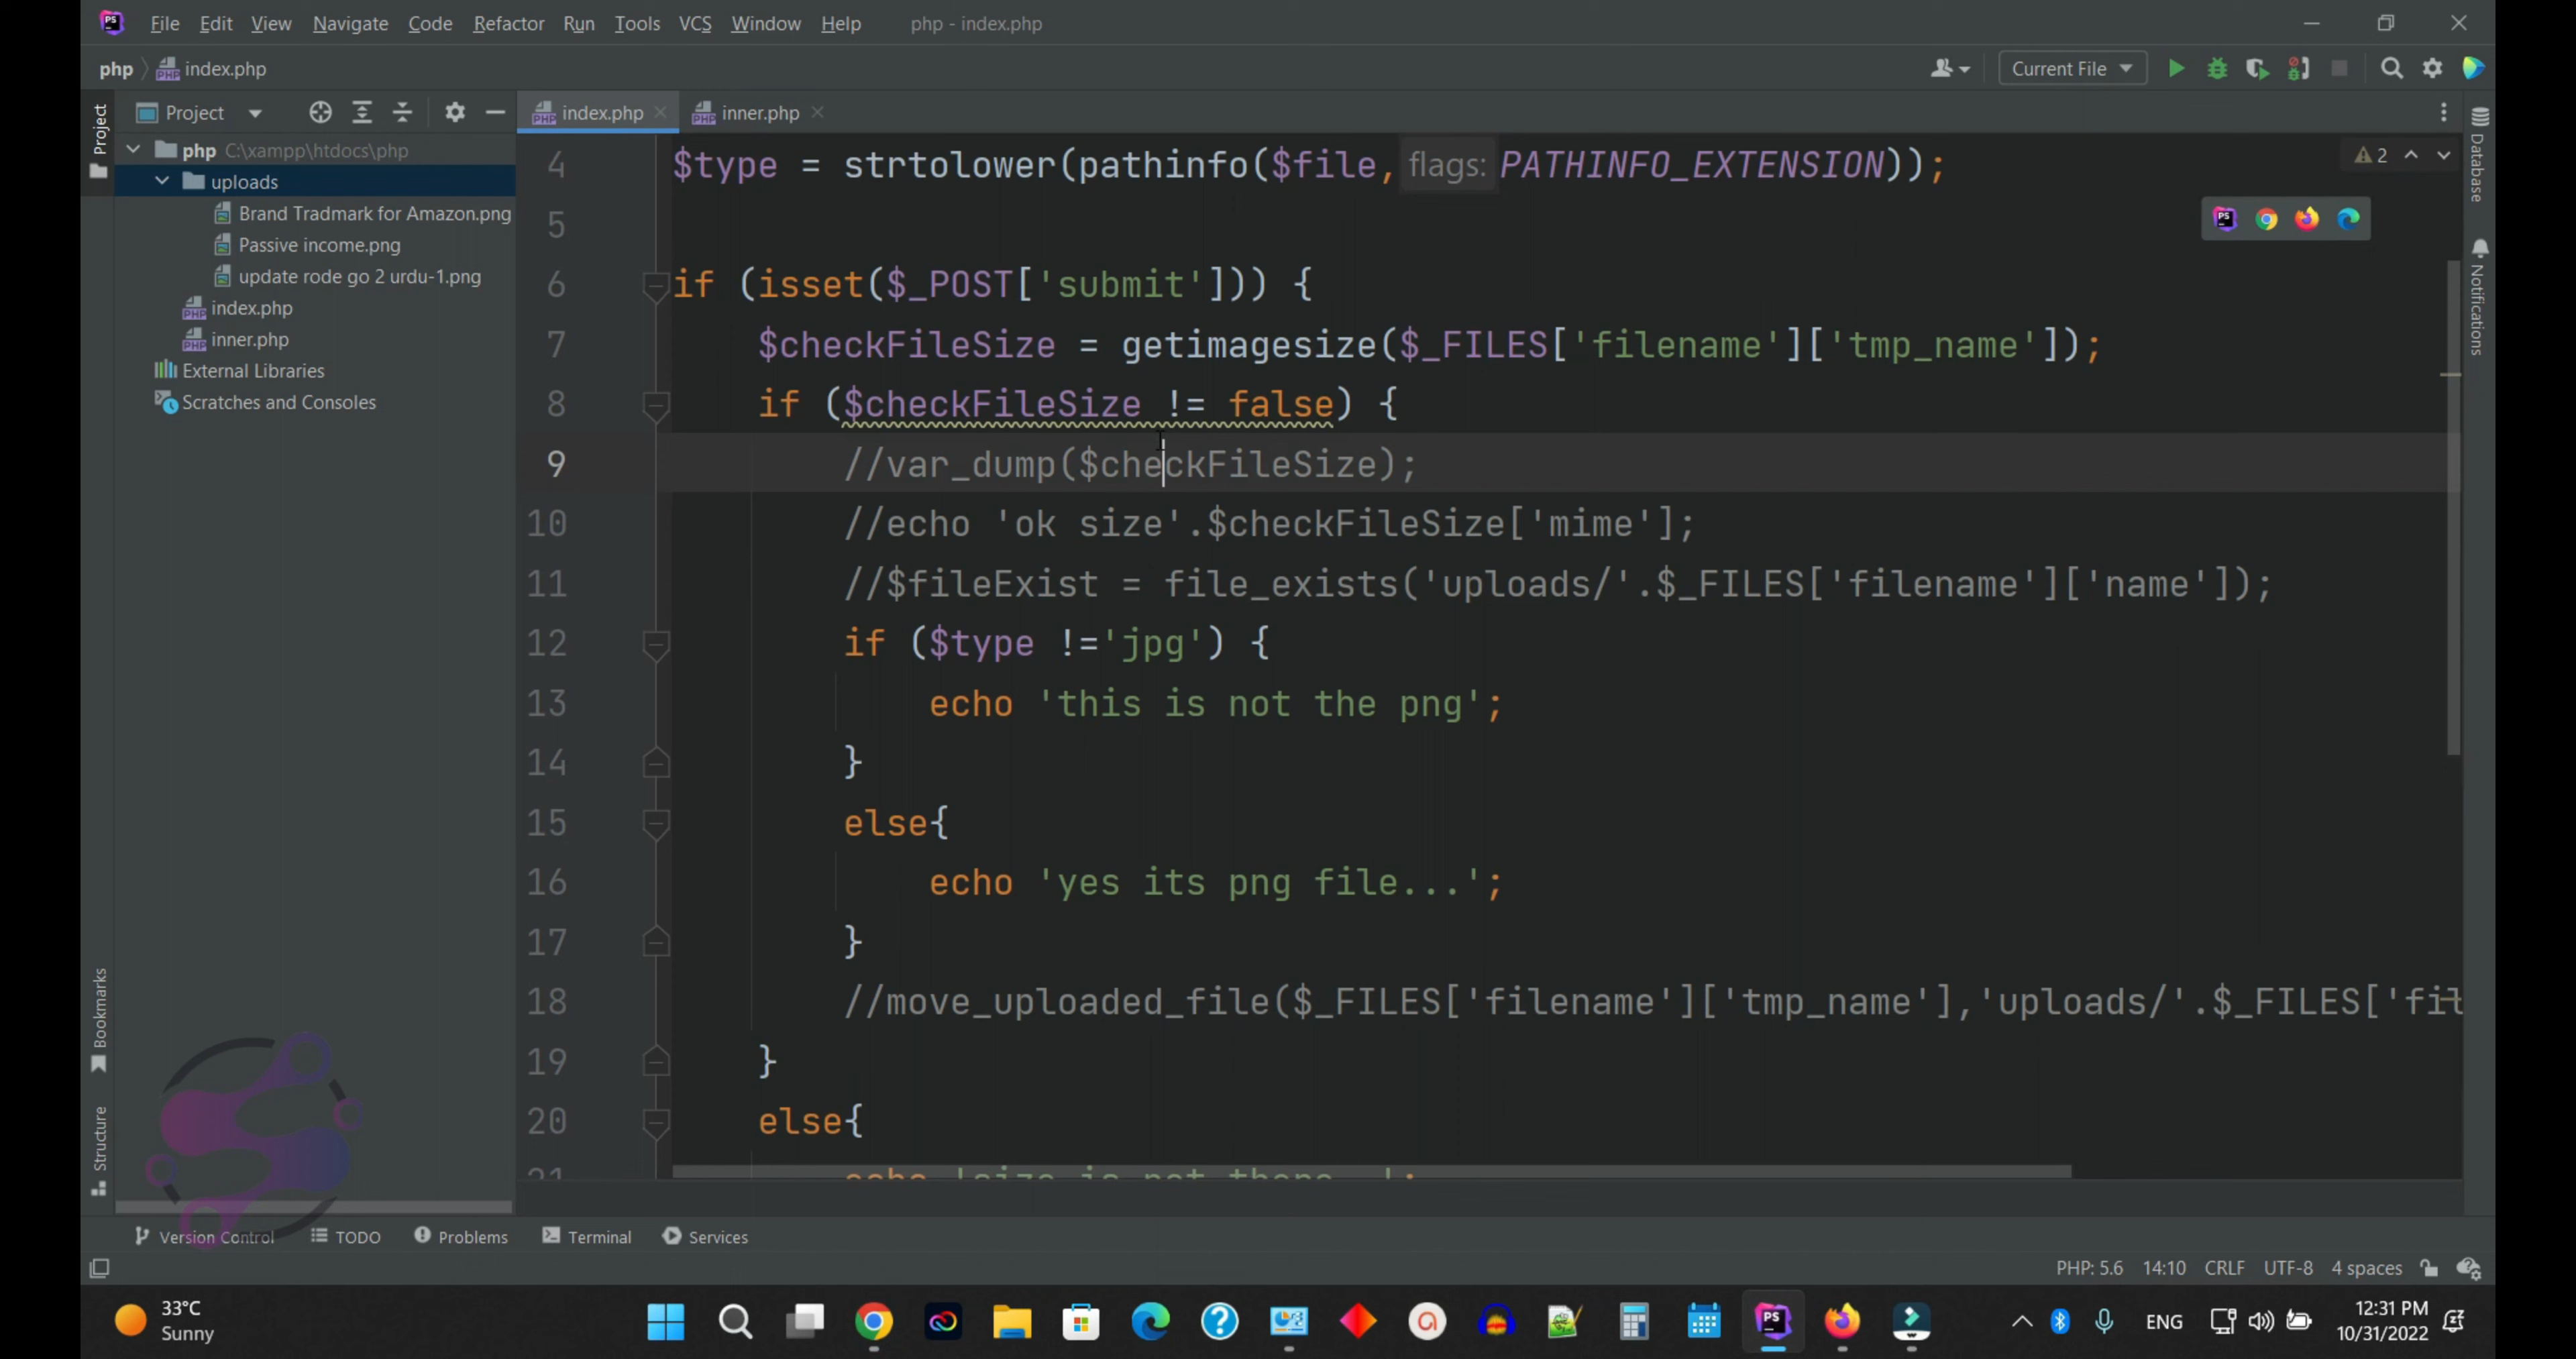 File Edit View Navigate Code Refactor Run Tools VCS Window Help php - index.php
php index.php Current File
Project index.php inner.php
Project
php C:\xampp\htdocs\php
uploads
Brand Tradmark for Amazon.png
Passive income.png
update rode go 2 urdu-1.png
index.php
inner.php
External Libraries
Scratches and Consoles
Bookmarks
Structure
4 $type = strtolower(pathinfo($file, flags: PATHINFO_EXTENSION));
2
5
6 if (isset($_POST['submit'])) {
7 $checkFileSize = getimagesize($_FILES['filename']['tmp_name']);
8 if ($checkFileSize != false) {
9 //var_dump($checkFileSize);
10 //echo 'ok size'.$checkFileSize['mime'];
11 //$fileExist = file_exists('uploads/'.$_FILES['filename']['name']);
12 if ($type !='jpg') {
13 echo 'this is not the png';
14 }
15 else{
16 echo 'yes its png file...';
17 }
18 //move_uploaded_file($_FILES['filename']['tmp_name'],'uploads/'.$_FILES['fil
19 }
20 else{
21
Database
Notifications
Version Control TODO Problems Terminal Services
PHP: 5.6 14:10 CRLF UTF-8 4 spaces
33°C
Sunny
ENG
12:31 PM
10/31/2022